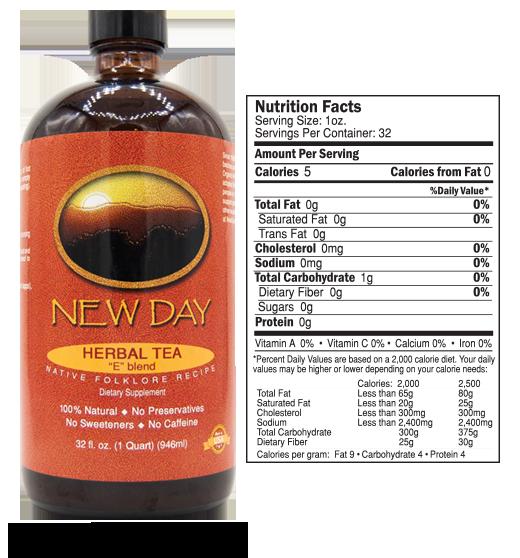 NEW DAY
HERBAL TEA
"E" blend
NATIVE FOLKLORE RECIPE
Dietary Supplement
100% Natural ◆ No Preservatives
No Sweeteners ◆ No Caffeine
32 fl. oz. (1 Quart) (946ml)
USA
Nutrition Facts
Serving Size: 1oz.
Servings Per Container: 32
Amount Per Serving
Calories 5 Calories from Fat 0
%Daily Value*
Total Fat 0g 0%
Saturated Fat 0g 0%
Trans Fat 0g
Cholesterol 0mg 0%
Sodium 0mg 0%
Total Carbohydrate 1g 0%
Dietary Fiber 0g 0%
Sugars 0g
Protein 0g
Vitamin A 0% • Vitamin C 0% • Calcium 0% • Iron 0%
*Percent Daily Values are based on a 2,000 calorie diet. Your daily
values may be higher or lower depending on your calorie needs:
Calories: 2,000 2,500
Total Fat Less than 65g 80g
Saturated Fat Less than 20g 25g
Cholesterol Less than 300mg 300mg
Sodium Less than 2,400mg 2,400mg
Total Carbohydrate 300g 375g
Dietary Fiber 25g 30g
Calories per gram: Fat 9 • Carbohydrate 4 • Protein 4